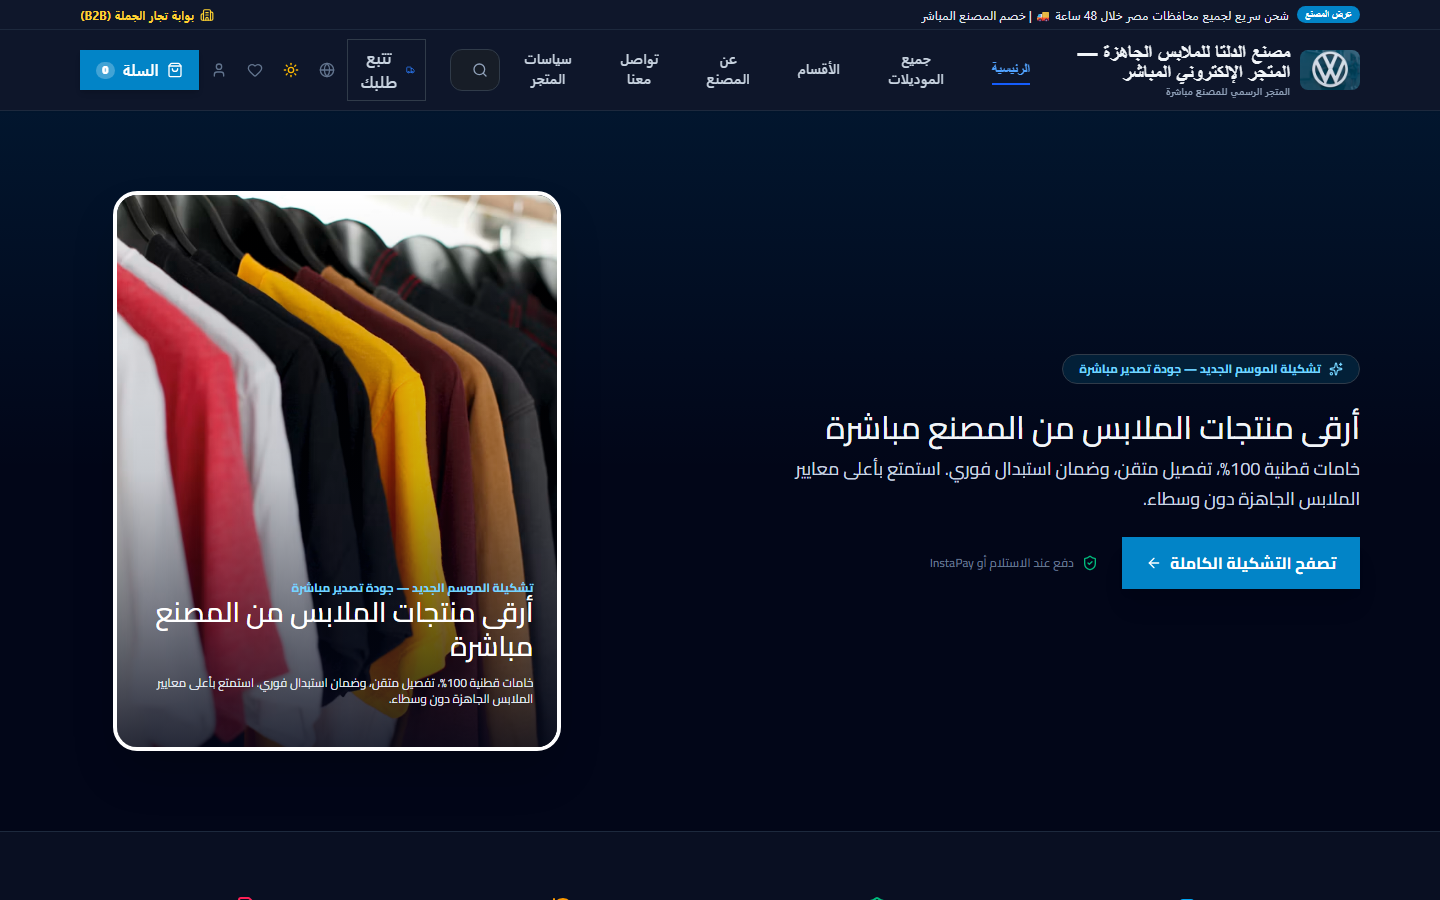 عرض المصنع
شحن سريع لجميع محافظات مصر خلال 48 ساعة 🚚 | خصم المصنع المباشر
بوابة تجار الجملة (B2B)
مصنع الدلتا للملابس الجاهزة —
المتجر الإلكتروني المباشر
المتجر الرسمي للمصنع مباشرة
الرئيسية
جميع
الموديلات
الأقسام
عن
المصنع
تواصل
معنا
سياسات
المتجر
تتبع
طلبك
السلة 0
تشكيلة الموسم الجديد — جودة تصدير مباشرة
أرقى منتجات الملابس من المصنع مباشرة
خامات قطنية 100%، تفصيل متقن، وضمان استبدال فوري. استمتع بأعلى معايير
الملابس الجاهزة دون وسطاء.
تصفح التشكيلة الكاملة
دفع عند الاستلام أو InstaPay
تشكيلة الموسم الجديد — جودة تصدير مباشرة
أرقى منتجات الملابس من المصنع
مباشرة
خامات قطنية 100%، تفصيل متقن، وضمان استبدال فوري. استمتع بأعلى معايير
الملابس الجاهزة دون وسطاء.